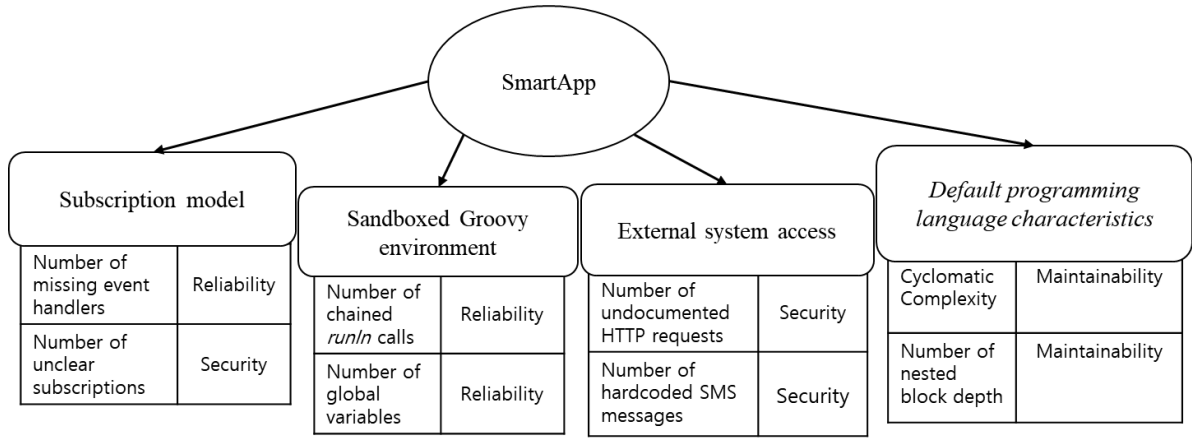 SmartApp
Subscription model
Number of
missing event
handlers
Reliability
Number of
unclear
subscriptions
Security
Sandboxed Groovy
environment
Number of
chained
runIn calls
Reliability
Number of
global
variables
Reliability
External system access
Number of
undocumented
HTTP requests
Security
Number of
hardcoded SMS
messages
Security
Default programming
language characteristics
Cyclomatic
Complexity
Maintainability
Number of
nested
block depth
Maintainability